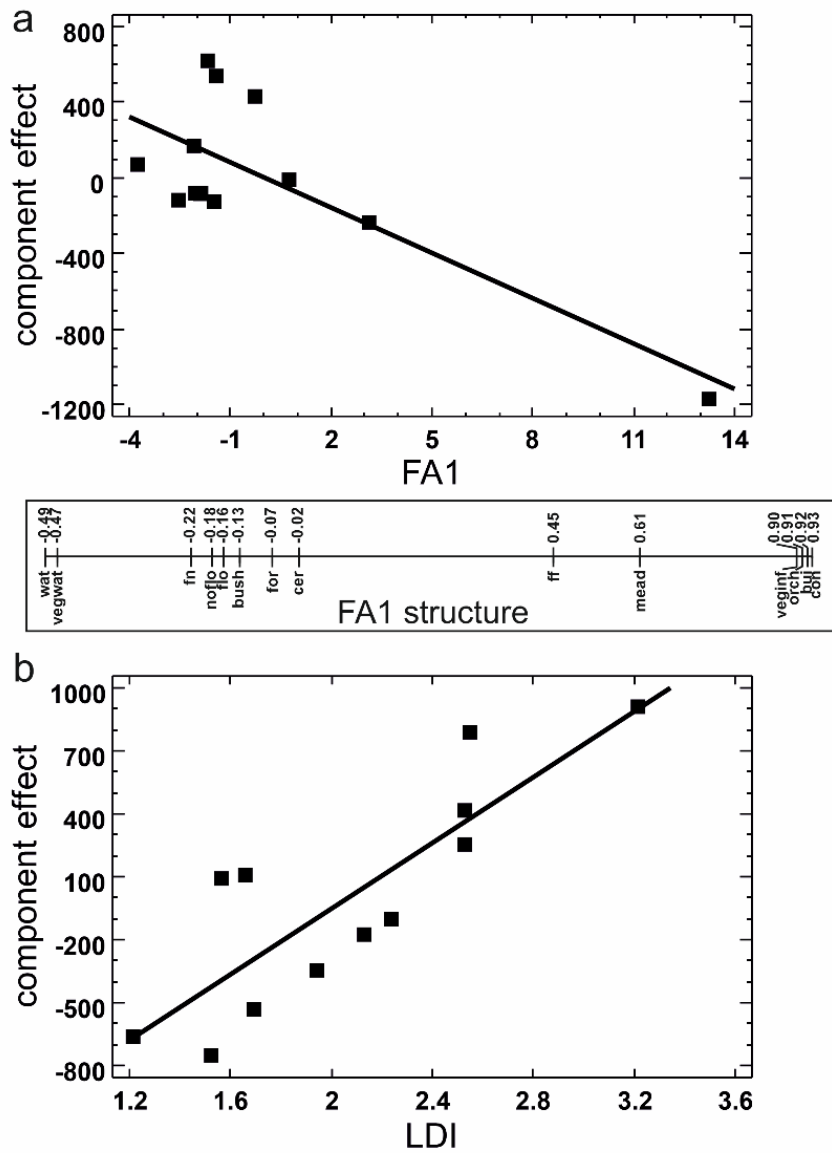 a
component effect
800
400
0
-400
-800
-1200
-4
-1
2
5
8
11
14
FA1
-0.49
-0.47
-0.22
-0.18
-0.16
-0.13
-0.07
-0.02
0.45
0.61
0.90
0.91
0.92
0.93
wat
vegwat
fn
noflo
flo
bush
for
cer
ff
mead
veginf
orch
bui
con
FA1 structure
b
component effect
1000
700
400
100
-200
-500
-800
1.2
1.6
2
2.4
2.8
3.2
3.6
LDI